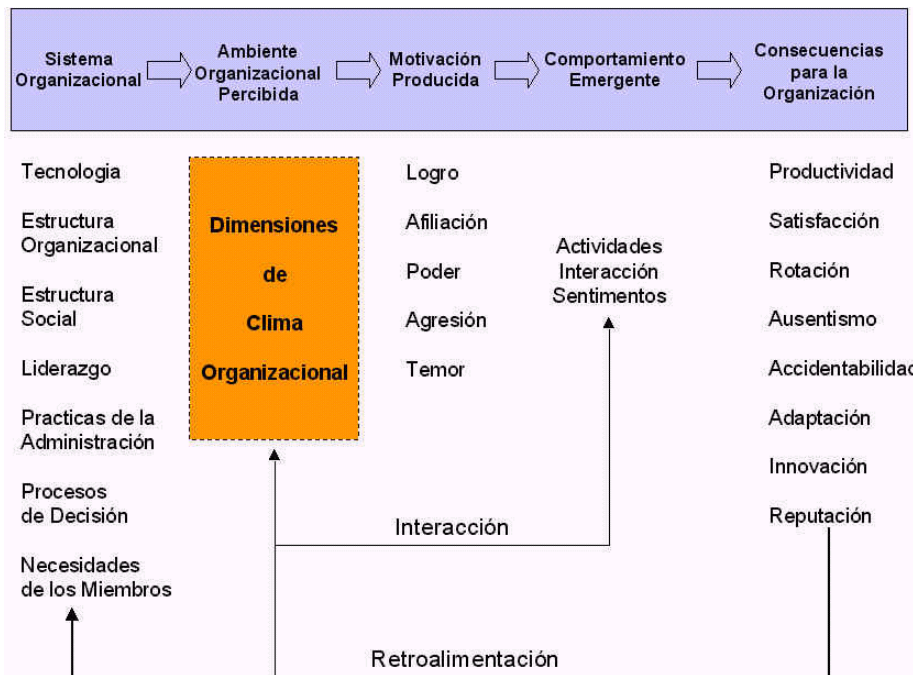 Sistema
Organizacional
Ambiente
Organizacional
Percibida
Motivación
Producida
Comportamiento
Emergente
Consecuencias
para la
Organización
Tecnologia
Estructura
Organizacional
Estructura
Social
Liderazgo
Practicas de la
Administración
Procesos
de Decisión
Necesidades
de los Miembros
Dimensiones
de
Clima
Organizacional
Logro
Afiliación
Poder
Agresión
Temor
Actividades
Interacción
Sentimentos
Productividad
Satisfacción
Rotación
Ausentismo
Accidentabilidad
Adaptación
Innovación
Reputación
Interacción
Retroalimentación